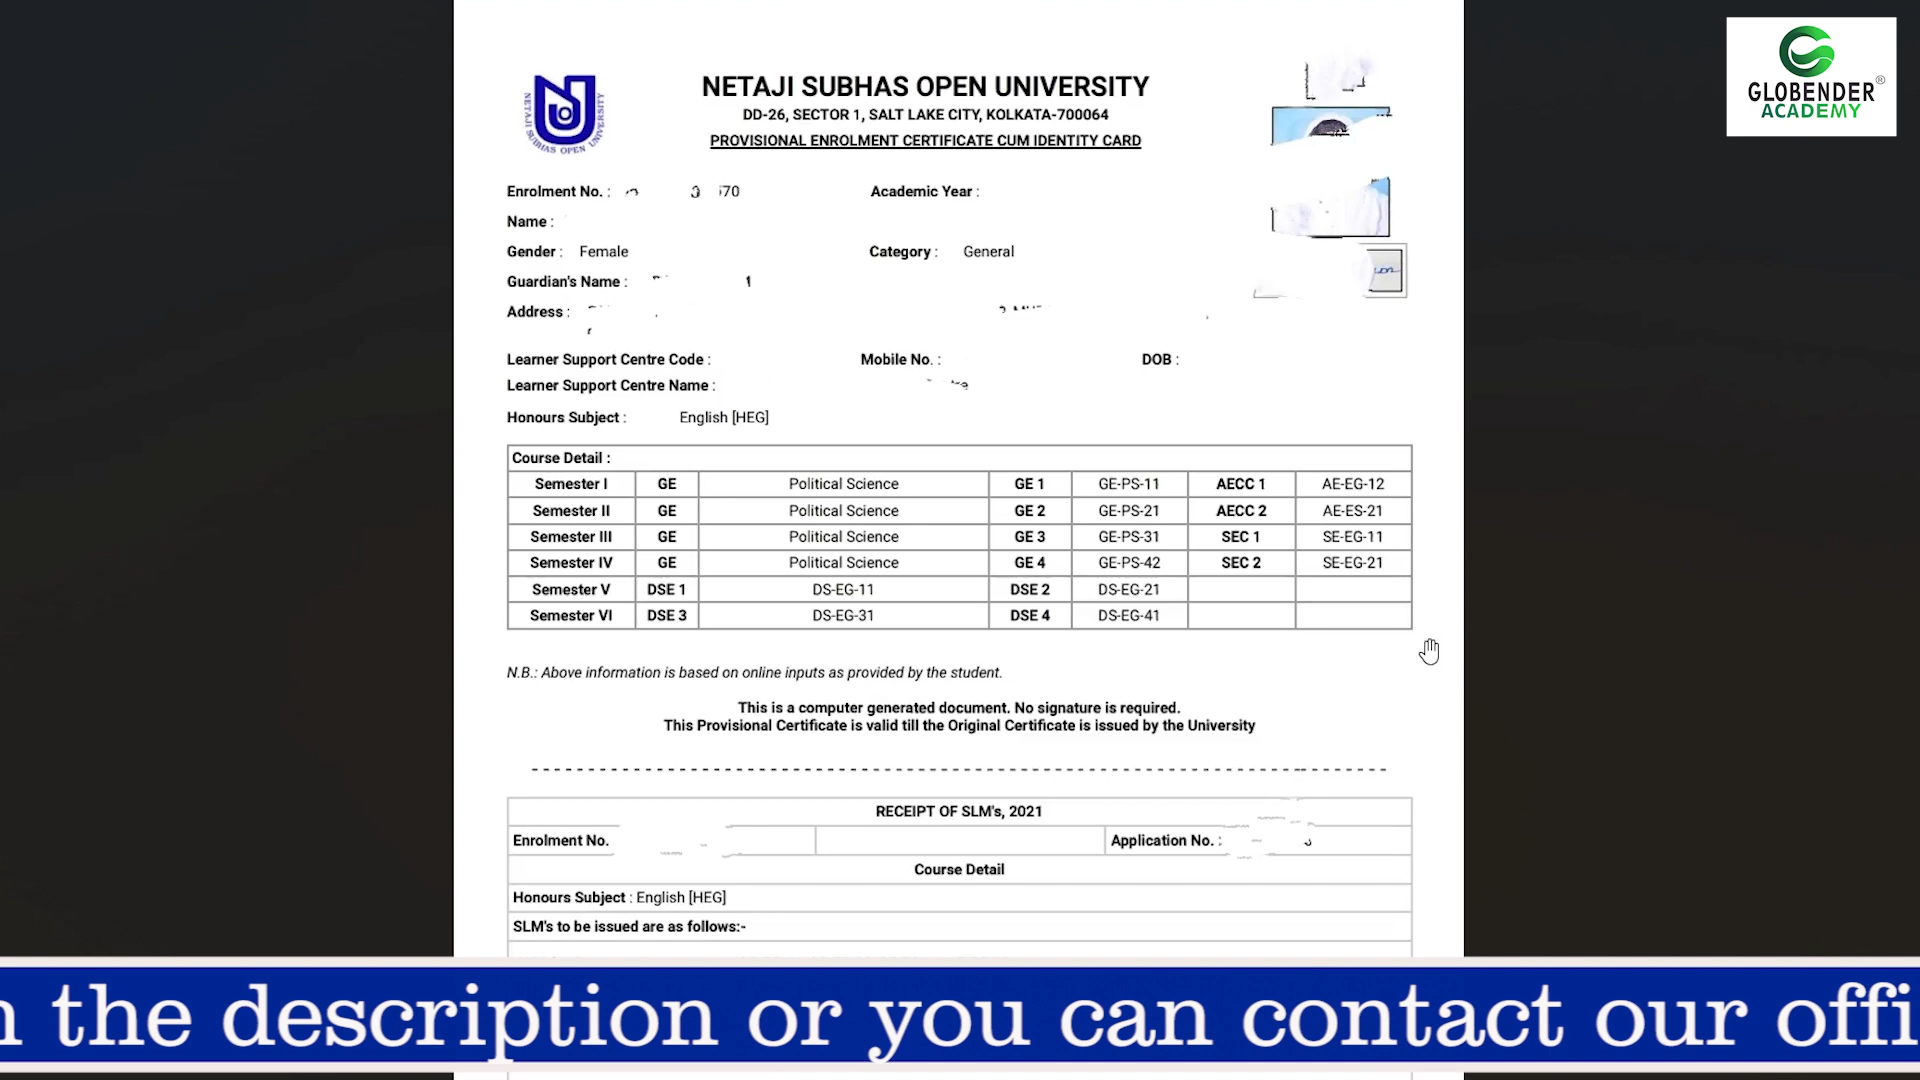 NETAJI SUBHAS OPEN UNIVERSITY
DD-26, SECTOR 1, SALT LAKE CITY, KOLKATA-700064
PROVISIONAL ENROLMENT CERTIFICATE CUM IDENTITY CARD
NETAJI SUBHAS OPEN UNIVERSITY
GLOBENDER®
ACADEMY
Enrolment No. : 3 70 Academic Year :
Name :
Gender : Female Category : General
Guardian's Name :
Address :
Learner Support Centre Code : Mobile No. : DOB :
Learner Support Centre Name :
Honours Subject : English [HEG]
Course Detail :
Semester I GE Political Science GE 1 GE-PS-11 AECC 1 AE-EG-12
Semester II GE Political Science GE 2 GE-PS-21 AECC 2 AE-ES-21
Semester III GE Political Science GE 3 GE-PS-31 SEC 1 SE-EG-11
Semester IV GE Political Science GE 4 GE-PS-42 SEC 2 SE-EG-21
Semester V DSE 1 DS-EG-11 DSE 2 DS-EG-21
Semester VI DSE 3 DS-EG-31 DSE 4 DS-EG-41
N.B.: Above information is based on online inputs as provided by the student.
This is a computer generated document. No signature is required.
This Provisional Certificate is valid till the Original Certificate is issued by the University
RECEIPT OF SLM's, 2021
Enrolment No. Application No. :
Course Detail
Honours Subject : English [HEG]
SLM's to be issued are as follows:-
the description or you can contact our offi